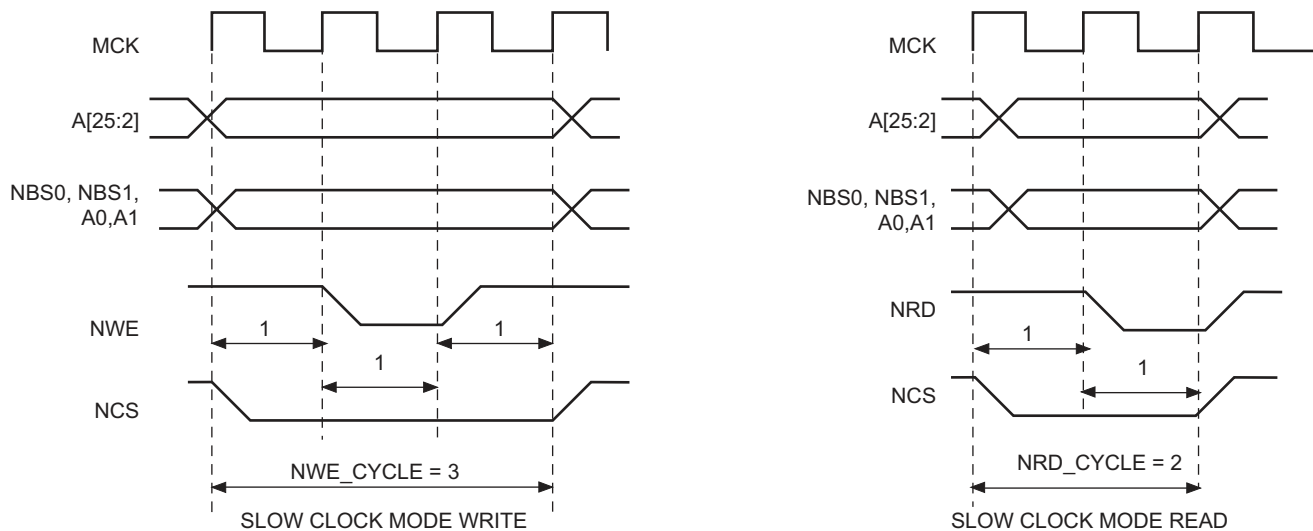 MCK
A[25:2]
NBS0, NBS1,
A0,A1
NWE
1
1
1
NCS
NWE_CYCLE = 3
SLOW CLOCK MODE WRITE
MCK
A[25:2]
NBS0, NBS1,
A0,A1
NRD
1
1
NCS
NRD_CYCLE = 2
SLOW CLOCK MODE READ